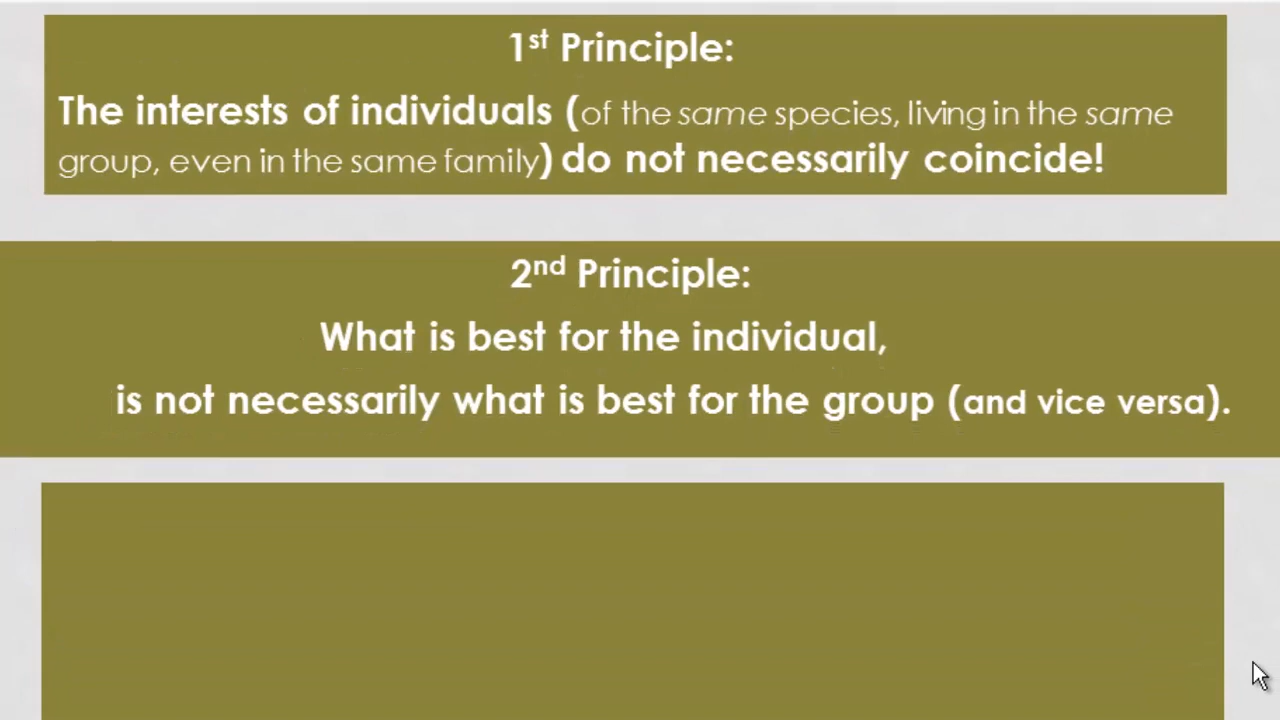 1st Principle:
The interests of individuals (of the same species, living in the same
group, even in the same family) do not necessarily coincide!
2nd Principle:
What is best for the individual,
is not necessarily what is best for the group (and vice versa).